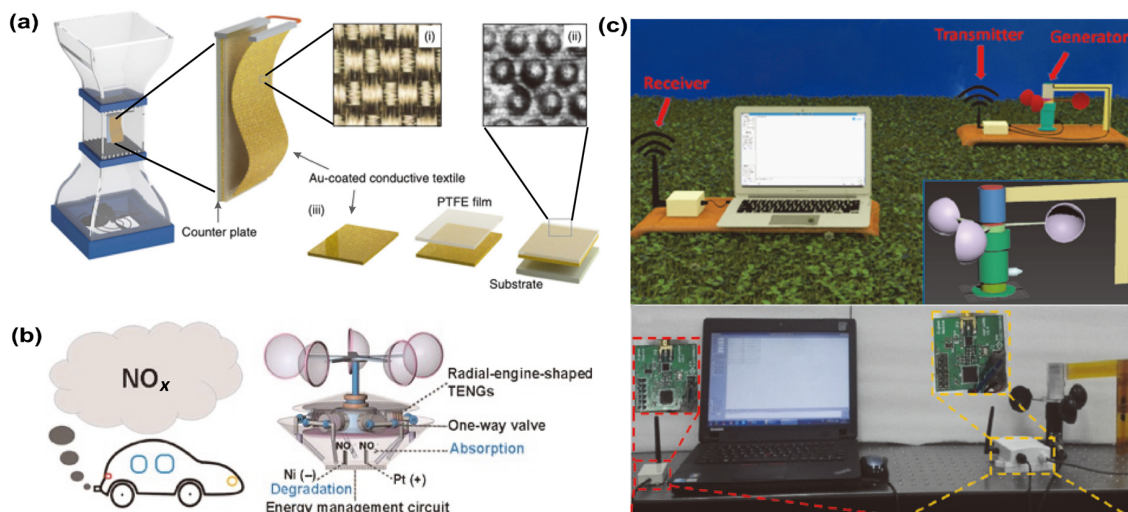 (a)
(i)
(ii)
Au-coated conductive textile
(iii)
PTFE film
Counter plate
Substrate
(b)
NOx
Radial-engine-shaped
TENGs
One-way valve
NO NOx
Absorption
Ni (–)
Pt (+)
Degradation
Energy management circuit
(c)
Transmitter
Generator
Receiver